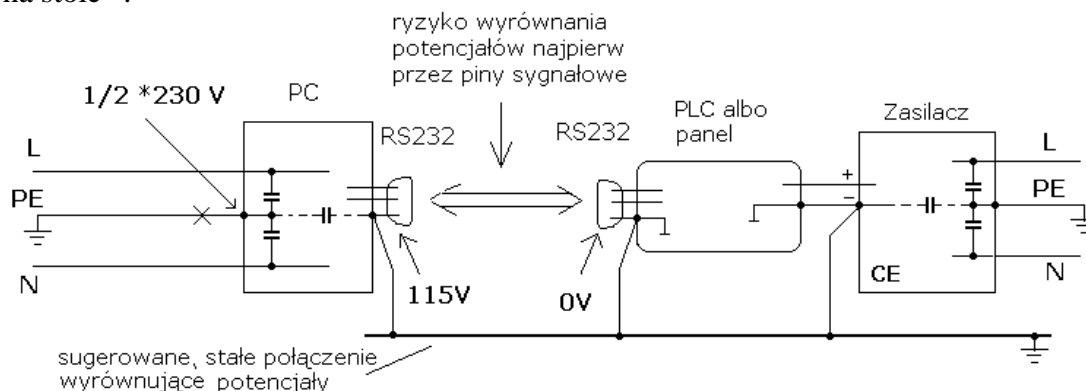 na stole
ryzyko wyrównania
potencjałów najpierw
przez piny sygnałowe
1/2 *230 V
PC
RS232
RS232
PLC albo
panel
Zasilacz
L
PE
N
+
−
L
PE
N
CE
115V
0V
sugerowane, stałe połączenie
wyrównujące potencjały